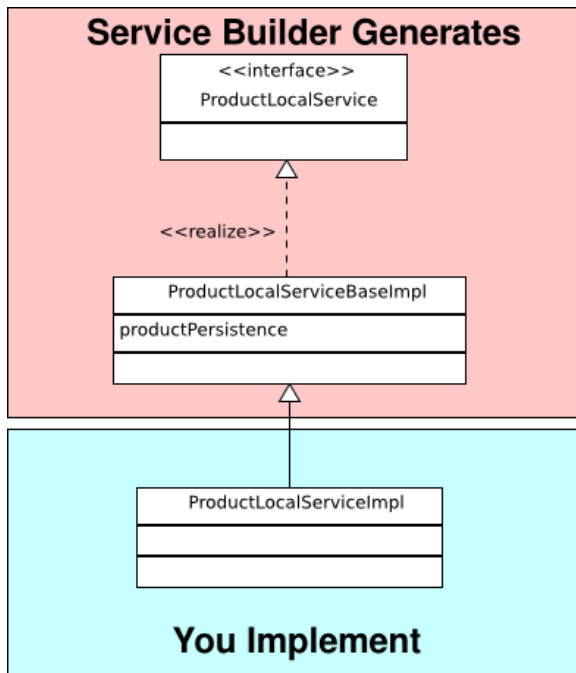 Service Builder Generates
<<interface>>
ProductLocalService
<<realize>>
ProductLocalServiceBaseImpl
productPersistence
ProductLocalServiceImpl
You Implement